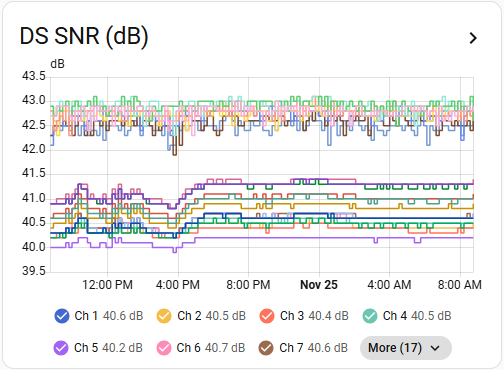 DS SNR (dB)
dB
43.5
43.0
42.5
42.0
41.5
41.0
40.5
40.0
39.5
12:00 PM 4:00 PM 8:00 PM Nov 25 4:00 AM 8:00 AM
Ch 1 40.6 dB Ch 2 40.5 dB Ch 3 40.4 dB Ch 4 40.5 dB
Ch 5 40.2 dB Ch 6 40.7 dB Ch 7 40.6 dB More (17)